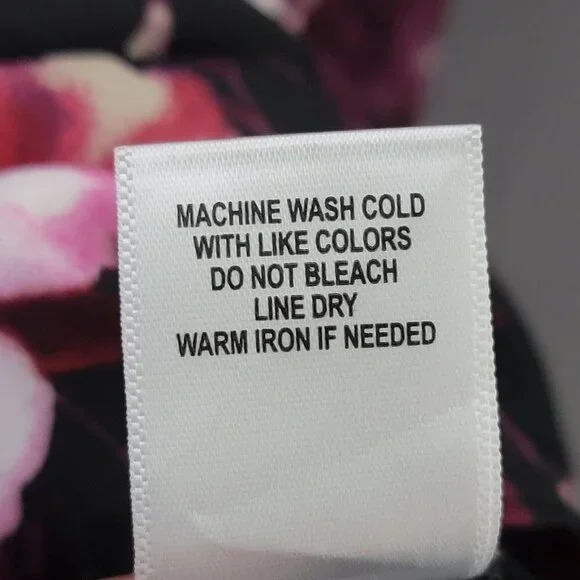 MACHINE WASH COLD
WITH LIKE COLORS
DO NOT BLEACH
LINE DRY
WARM IRON IF NEEDED